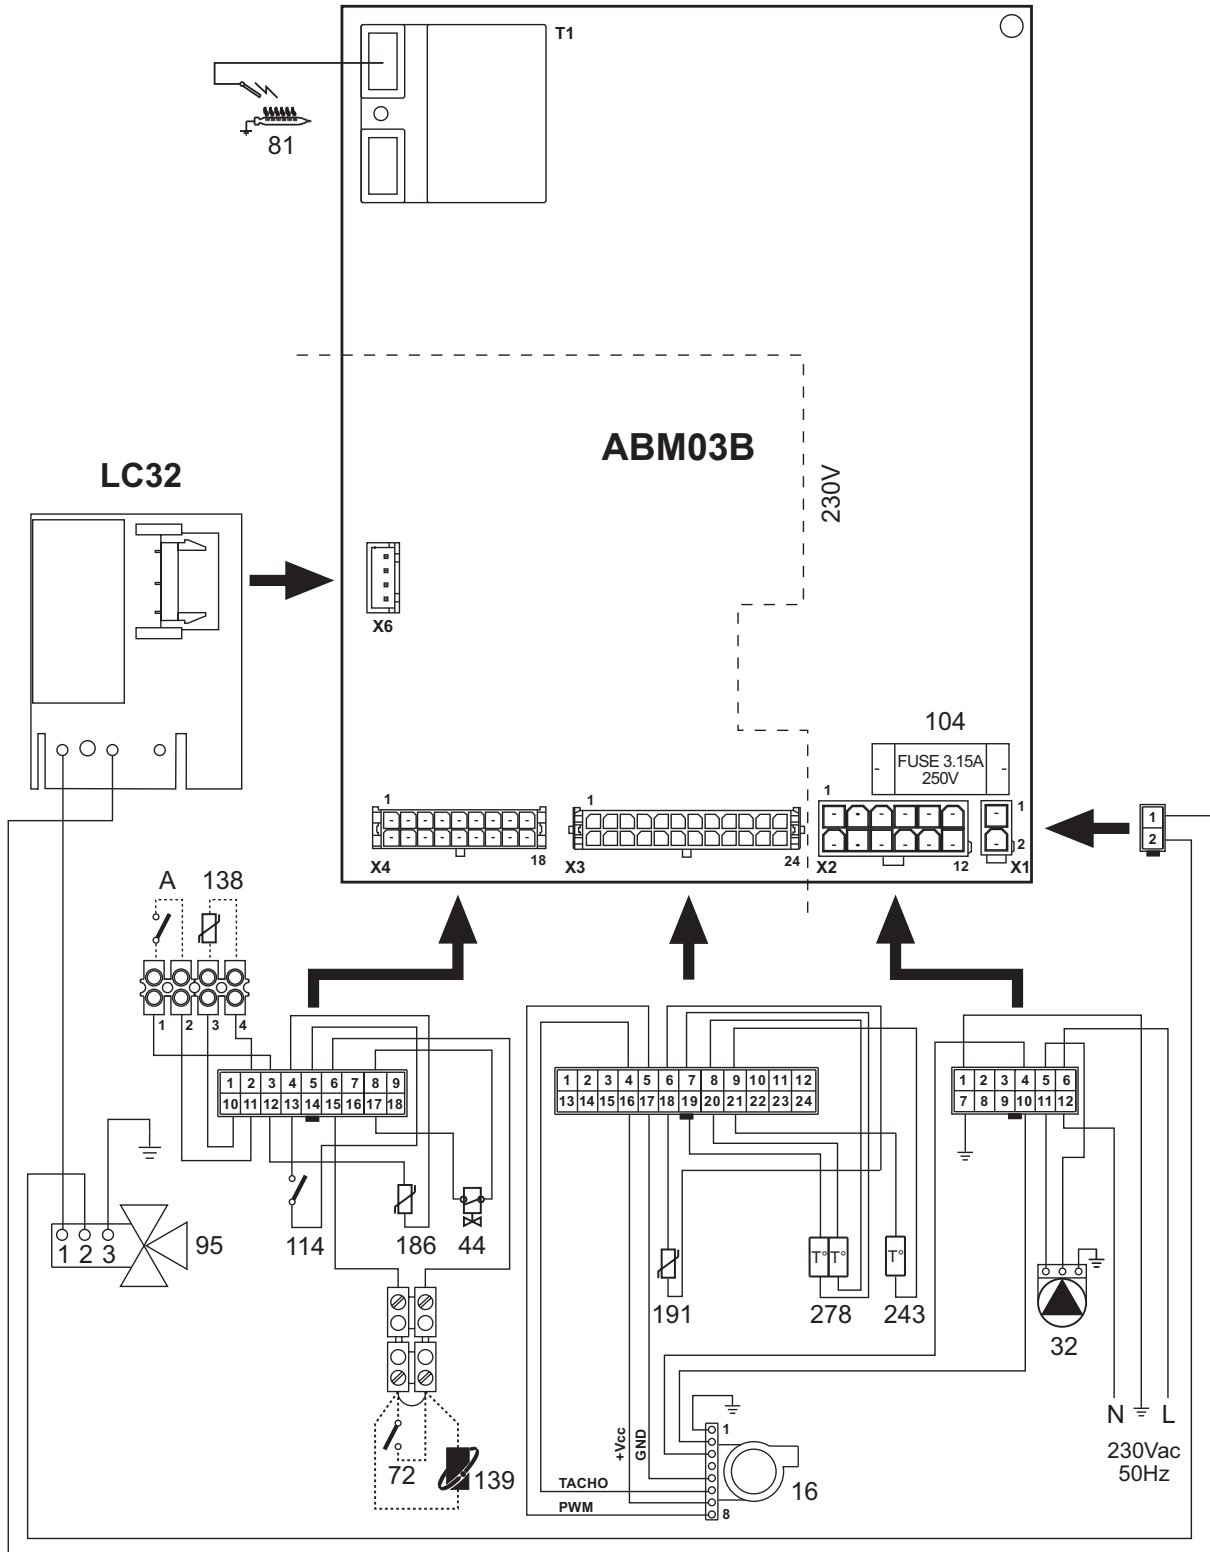 T1
81
ABM03B
230V
LC32
X6
104
FUSE 3.15A
250V
1
18
X4
1
24
X3
1
12
X2
1
2
X1
1
2
A
138
1
2
3
4
1 2 3 4 5 6 7 8 9
10 11 12 13 14 15 16 17 18
1 2 3 4 5 6 7 8 9 10 11 12
13 14 15 16 17 18 19 20 21 22 23 24
1 2 3 4 5 6
7 8 9 10 11 12
1 2 3
95
114
186
44
191
T°
T°
278
T°
243
32
N
L
230Vac
50Hz
72
139
+Vcc
GND
TACHO
PWM
1
8
16